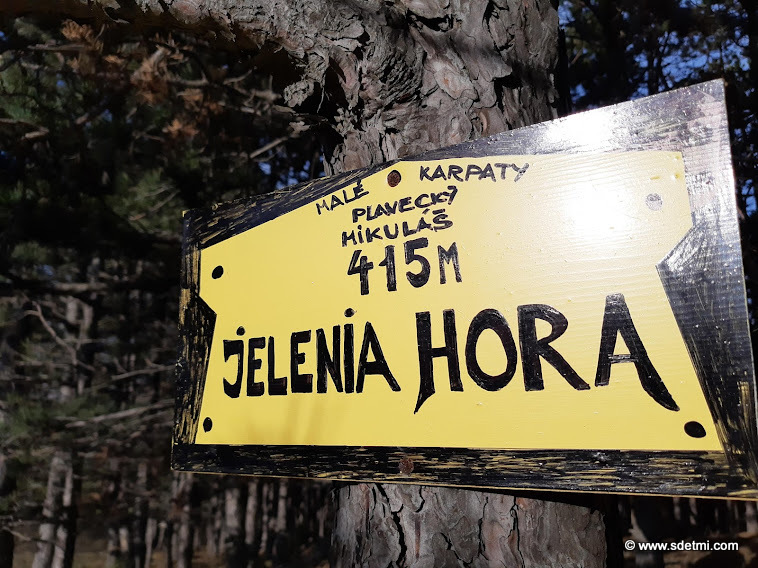 MALÉ KARPATY
PLAVECKÝ
MIKULÁŠ
415M
JELENIA HORA
© www.sdetmi.com